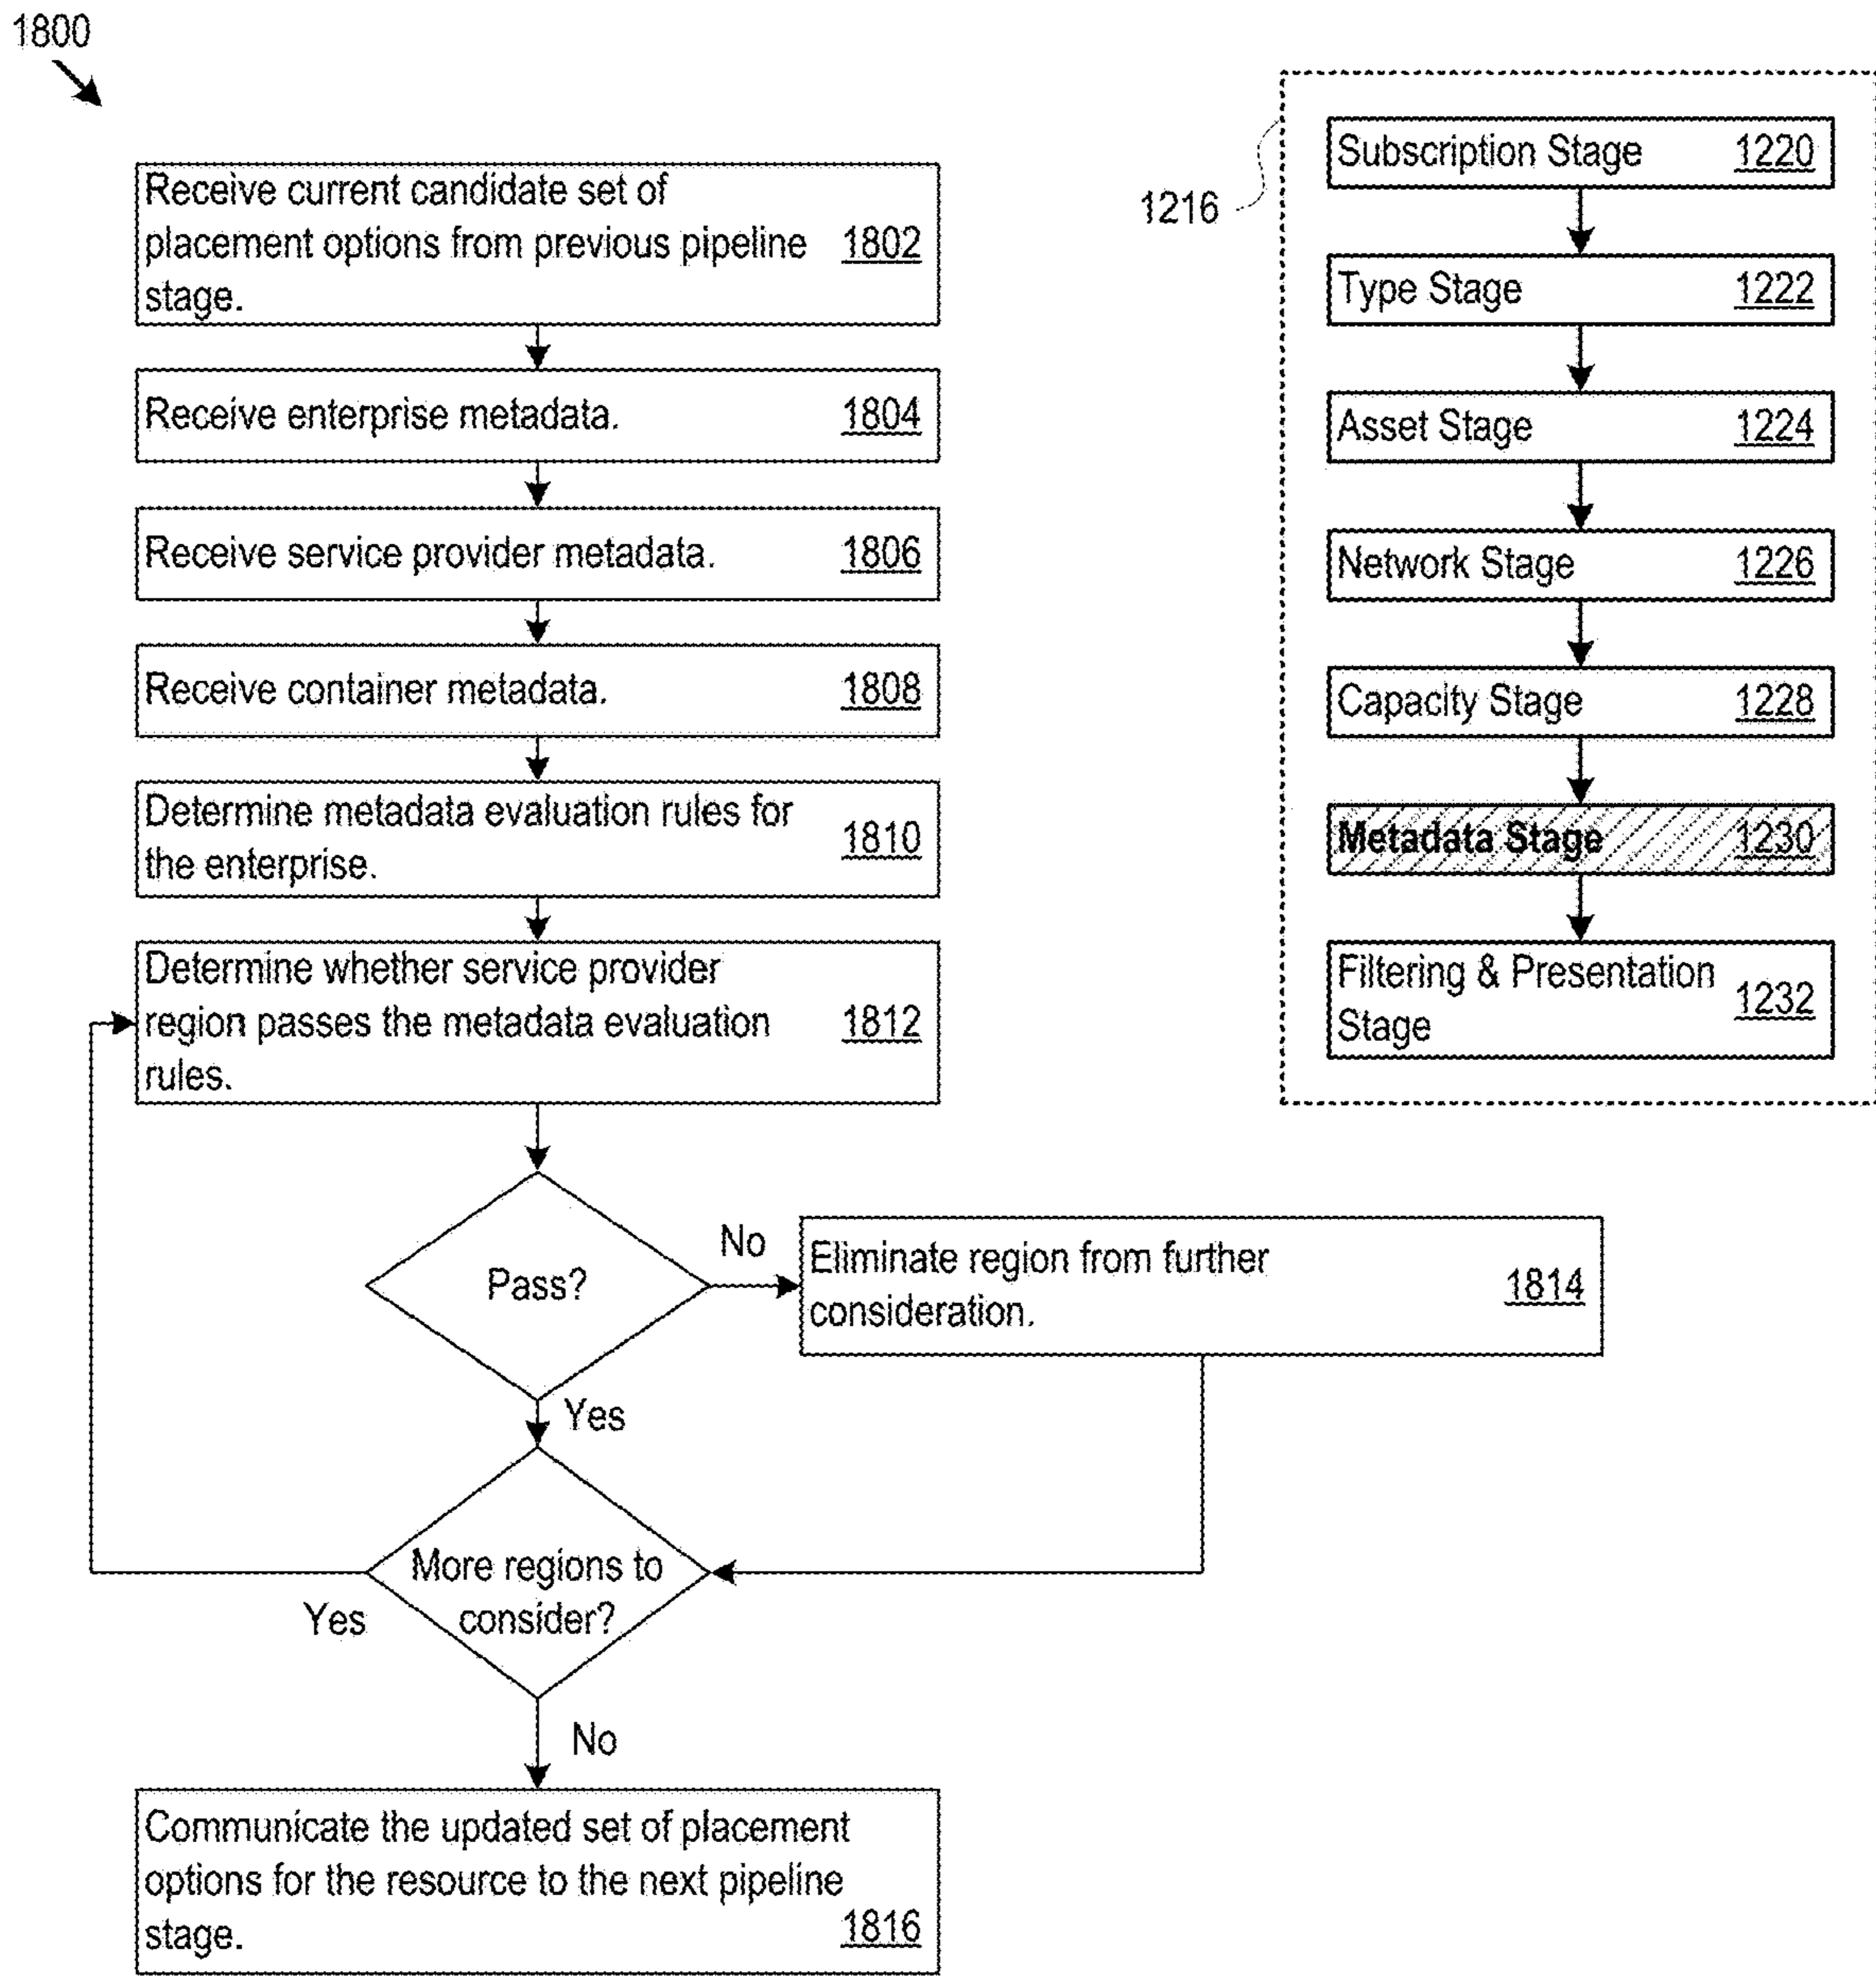 1800
Receive current candidate set of
placement options from previous pipeline 1802
stage.
Receive enterprise metadata. 1804
Receive service provider metadata. 1806
Receive container metadata. 1808
Determine metadata evaluation rules for
the enterprise. 1810
Determine whether service provider
region passes the metadata evaluation 1812
rules.
Pass?
No
Eliminate region from further
consideration. 1814
Yes
More regions to
consider?
Yes
No
Communicate the updated set of placement
options for the resource to the next pipeline
stage. 1816
1216
Subscription Stage 1220
Type Stage 1222
Asset Stage 1224
Network Stage 1226
Capacity Stage 1228
Metadata Stage 1230
Filtering & Presentation
Stage 1232